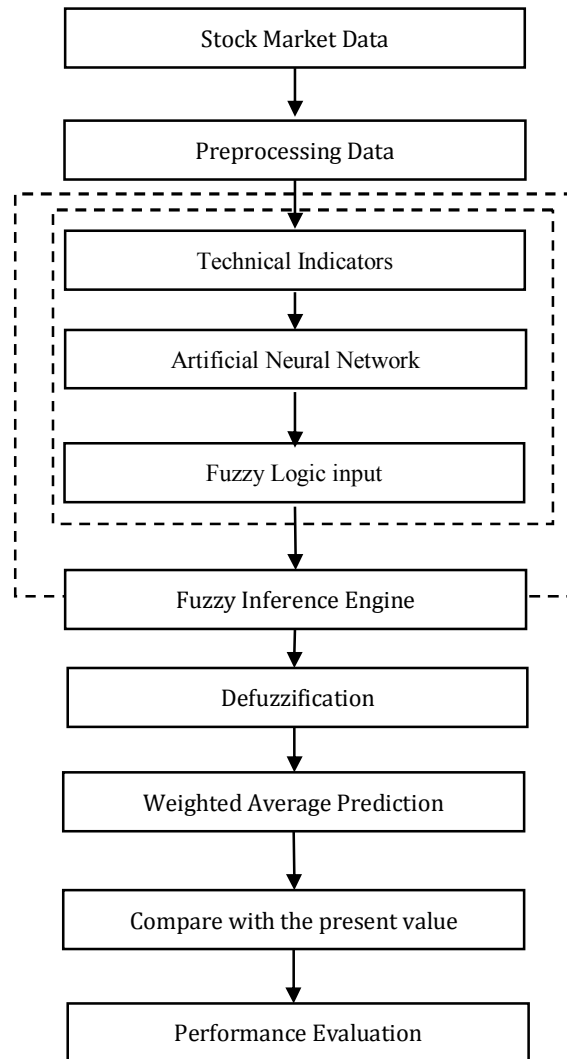 Stock Market Data
Preprocessing Data
Technical Indicators
Artificial Neural Network
Fuzzy Logic input
Fuzzy Inference Engine
Defuzzification
Weighted Average Prediction
Compare with the present value
Performance Evaluation